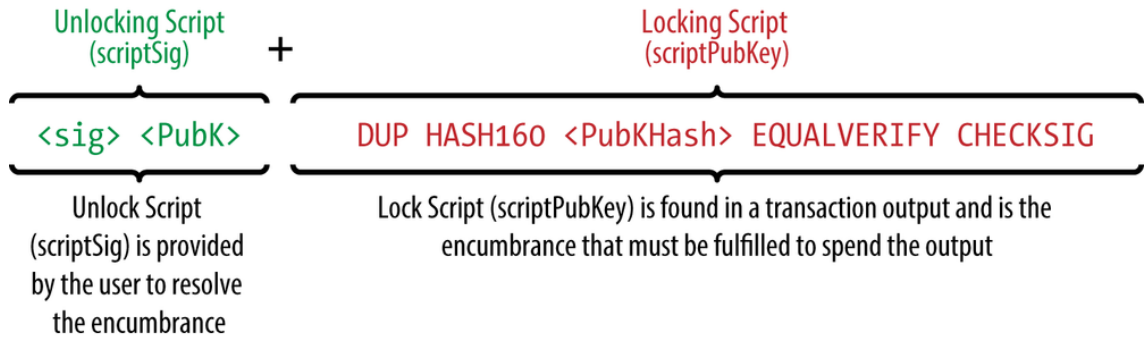 Unlocking Script
(scriptSig)
+
Locking Script
(scriptPubKey)
<sig> <PubK>
DUP HASH160 <PubKHash> EQUALVERIFY CHECKSIG
Unlock Script
(scriptSig) is provided
by the user to resolve
the encumbrance
Lock Script (scriptPubKey) is found in a transaction output and is the
encumbrance that must be fulfilled to spend the output